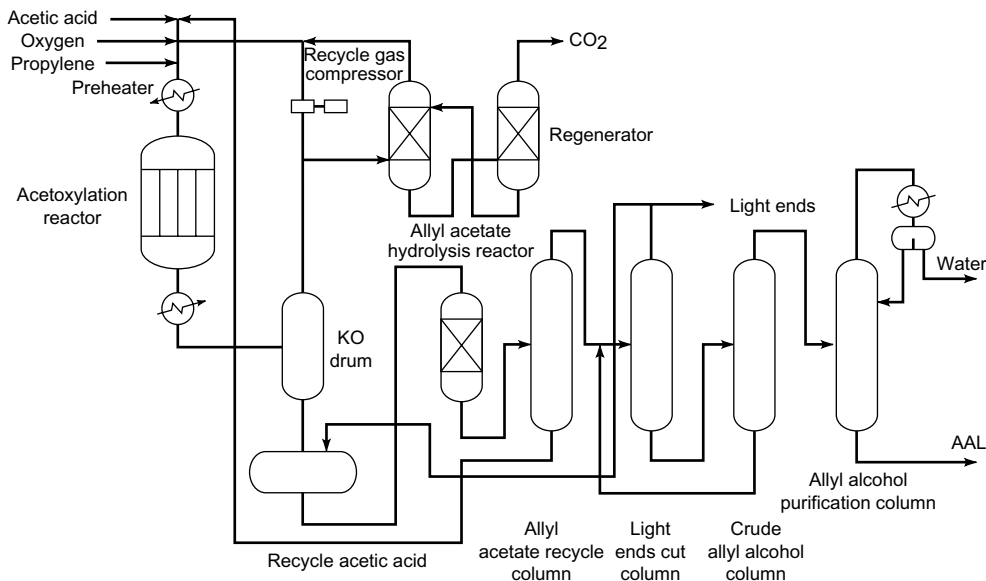 Acetic acid
Oxygen
Propylene
Preheater
Recycle gas
compressor
CO2
Regenerator
Acetoxylation
reactor
Allyl acetate
hydrolysis reactor
Light ends
Water
KO
drum
AAL
Allyl alcohol
purification column
Recycle acetic acid
Allyl
acetate recycle
column
Light
ends cut
column
Crude
allyl alcohol
column